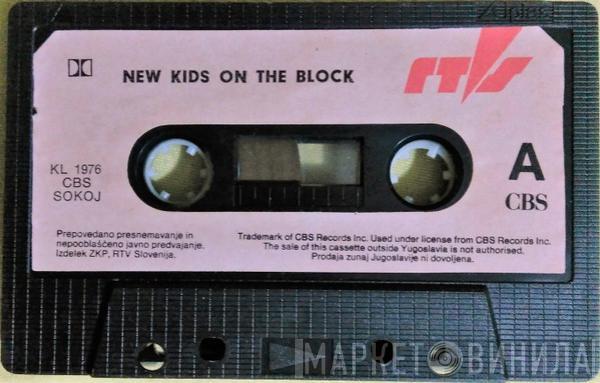 NEW KIDS ON THE BLOCK
RTVS
KL 1976
CBS
SOKOJ
A
CBS
Prepovedano presnemavanje in
nepooblaščeno javno predvajanje.
Izdelek ZKP, RTV Slovenija.
Trademark of CBS Records Inc. Used under license from CBS Records Inc.
The sale of this cassette outside Yugoslavia is not authorised.
Prodaja zunaj Jugoslavije ni dovoljena.
МАРКЕТ ВИНИЛА